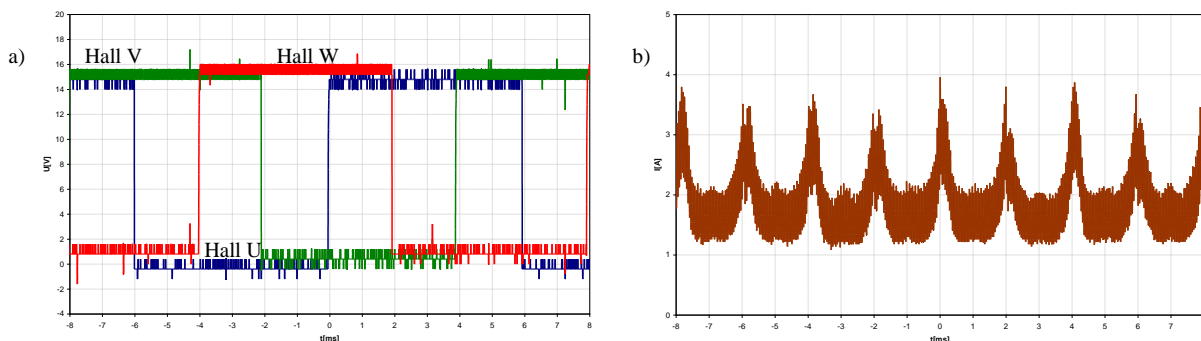 a)
U[V]
20
18
16
14
12
10
8
6
4
2
0
-2
-4
Hall V
Hall W
Hall U
-8 -7 -6 -5 -4 -3 -2 -1 0 1 2 3 4 5 6 7 8
t[ms]
b)
I[A]
5
4
3
2
1
0
-8 -7 -6 -5 -4 -3 -2 -1 0 1 2 3 4 5 6 7
t[ms]